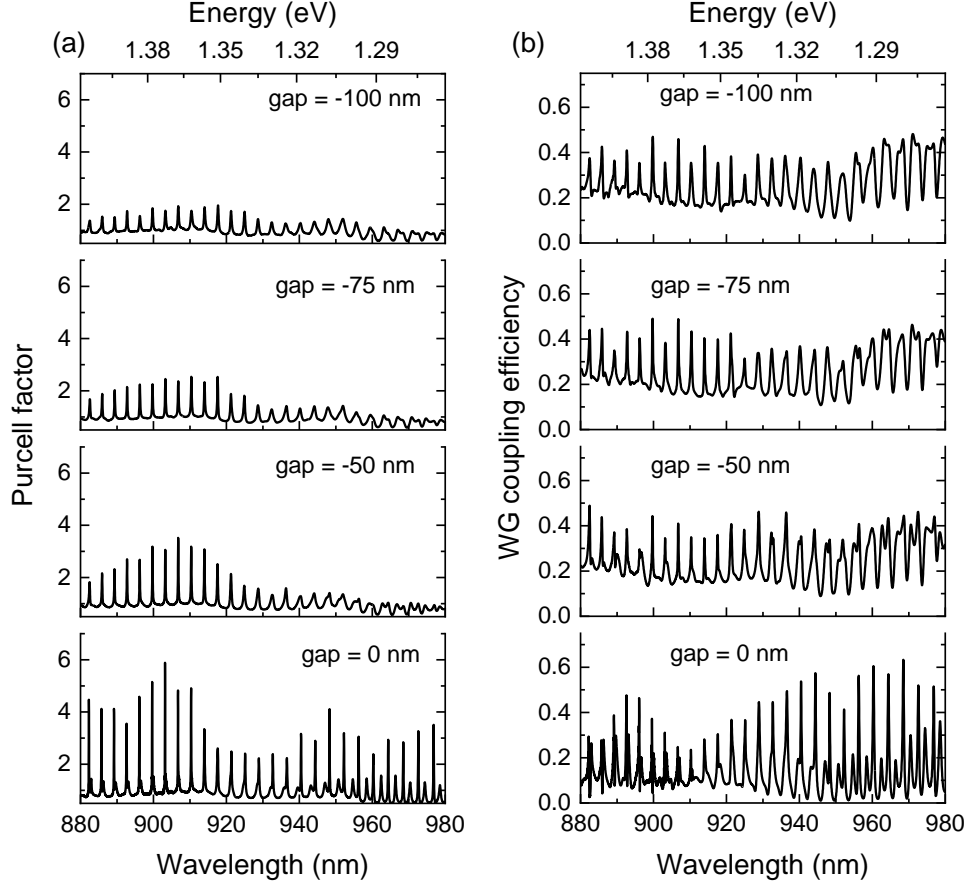 Energy (eV)
(a)
1.38 1.35 1.32 1.29
6
4
2
gap = -100 nm
6
4
2
gap = -75 nm
6
4
2
gap = -50 nm
6
4
2
gap = 0 nm
Purcell factor
880 900 920 940 960 980
Wavelength (nm)
Energy (eV)
(b)
1.38 1.35 1.32 1.29
0.6
0.4
0.2
0.0
gap = -100 nm
0.6
0.4
0.2
0.0
gap = -75 nm
0.6
0.4
0.2
0.0
gap = -50 nm
0.6
0.4
0.2
0.0
gap = 0 nm
WG coupling efficiency
880 900 920 940 960 980
Wavelength (nm)